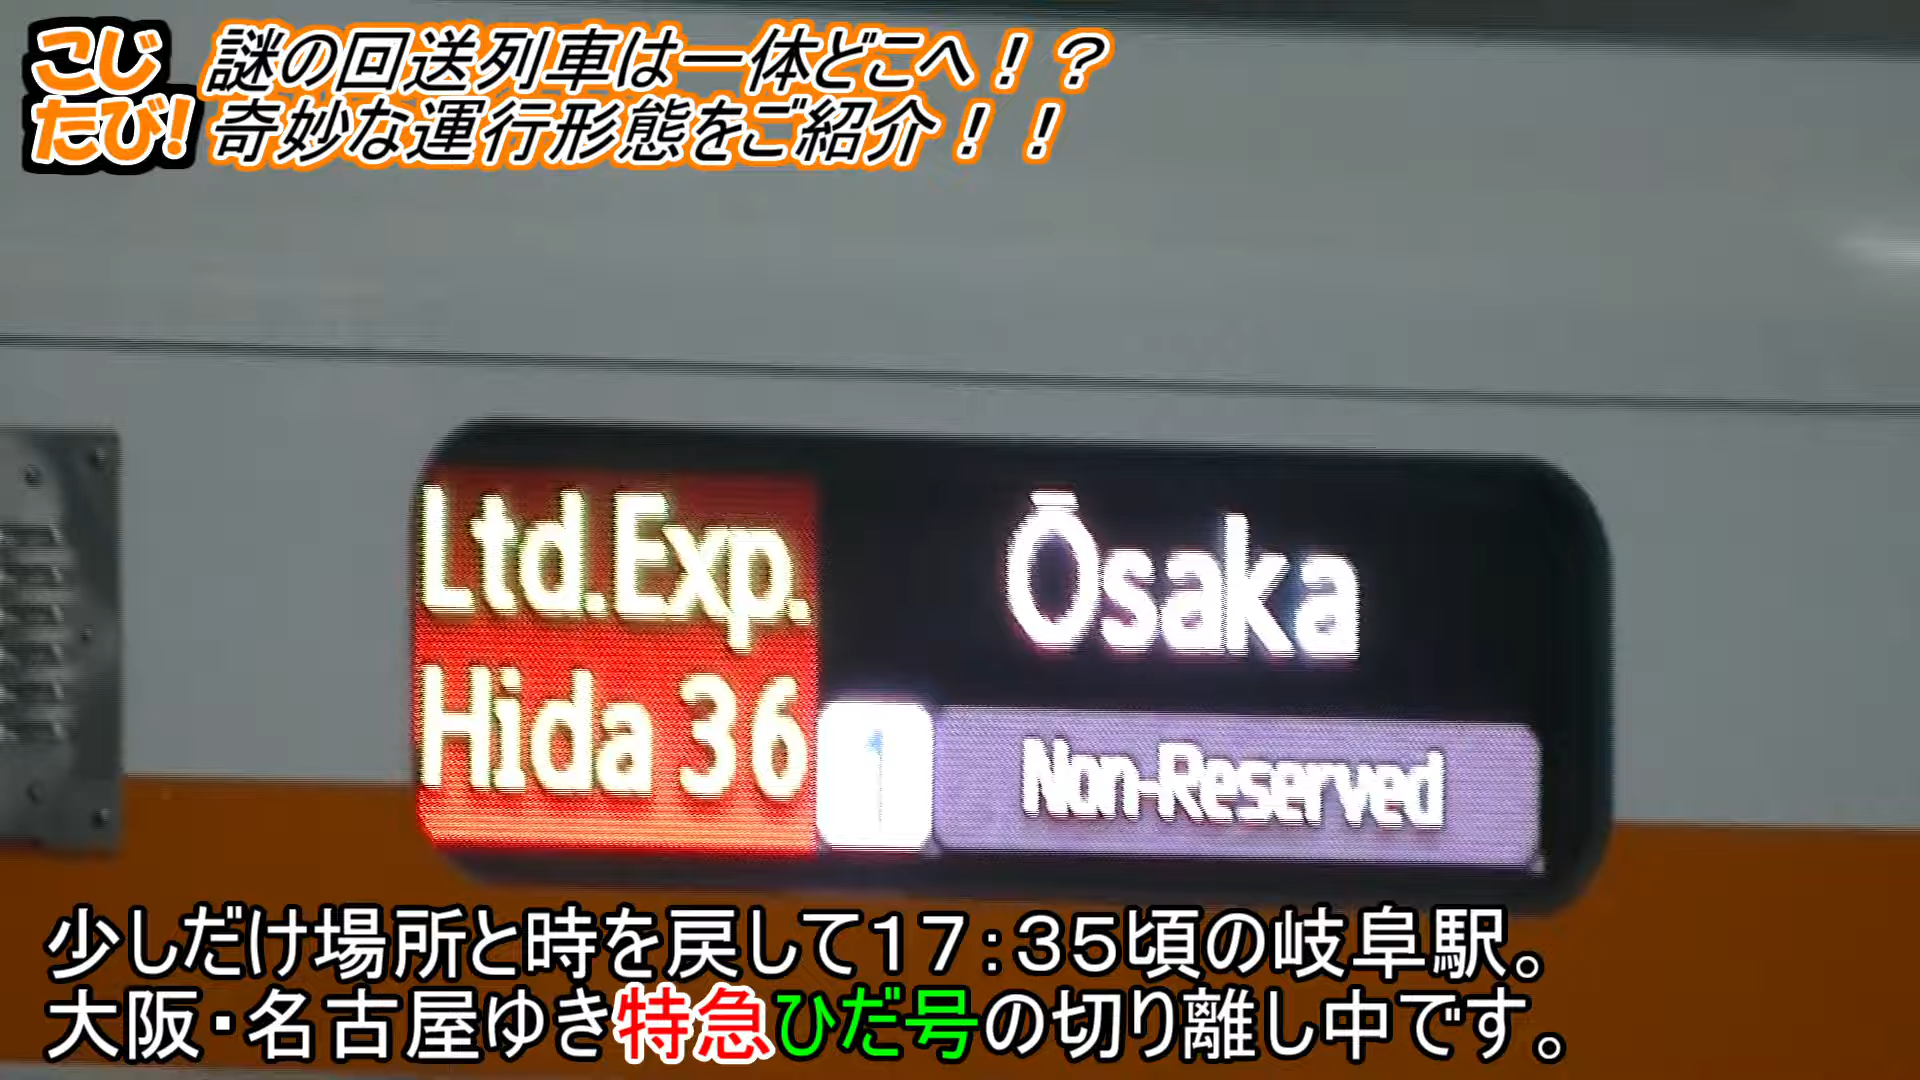 こじ
たび!
謎の回送列車は一体どこへ！？
奇妙な運行形態をご紹介！！
Ltd.Exp.
Hida 36
Ōsaka
1
Non-Reserved
少しだけ場所と時を戻して１７：３５頃の岐阜駅。
大阪・名古屋ゆき特急ひだ号の切り離し中です。